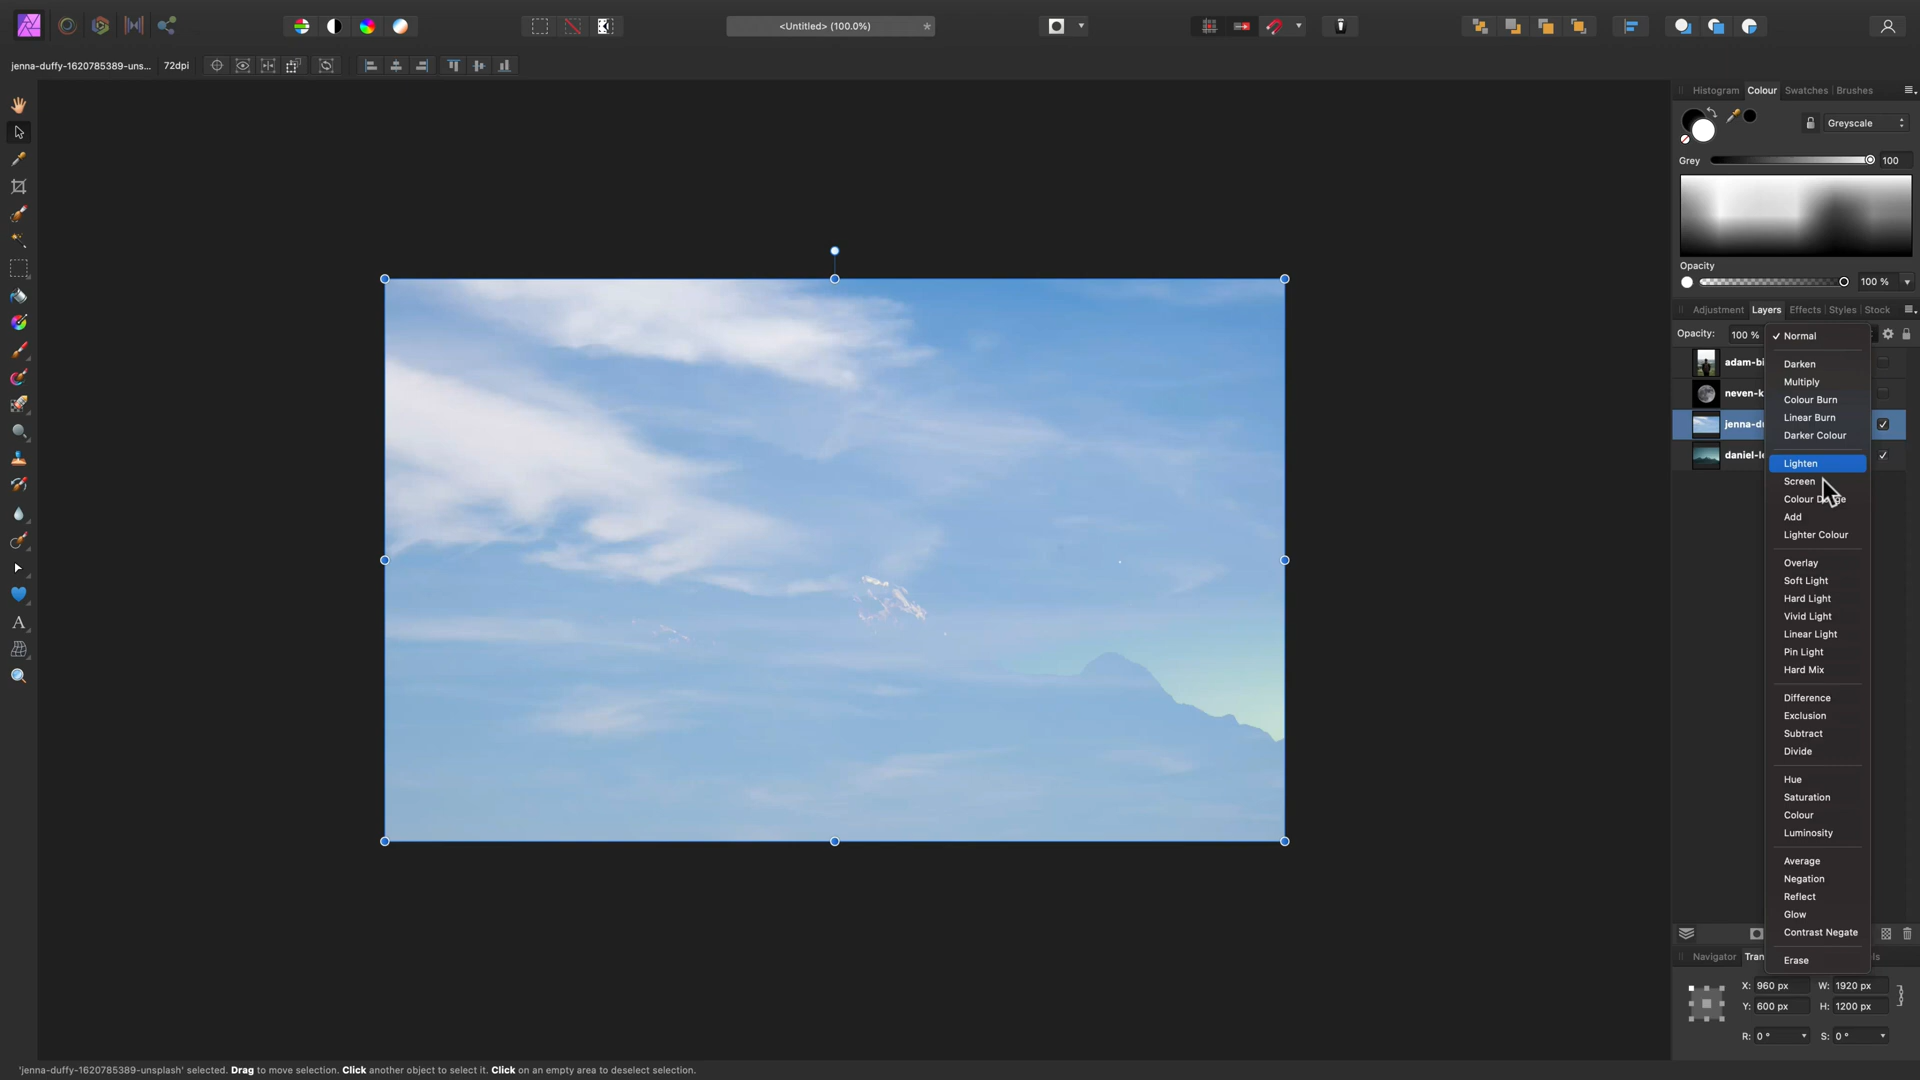 <Untitled> (100.0%)
*
jenna-duffy-1620785389-uns...
72dpi
Histogram
Colour
Swatches
Brushes
Greyscale
Grey
100
Opacity
100 %
Adjustment
Layers
Effects
Styles
Stock
Opacity:
100 %
adam-bi
neven-k
jenna-du
daniel-le
✓ Normal
Darken
Multiply
Colour Burn
Linear Burn
Darker Colour
Lighten
Screen
Add
Lighter Colour
Overlay
Soft Light
Hard Light
Vivid Light
Linear Light
Pin Light
Hard Mix
Difference
Exclusion
Subtract
Divide
Hue
Saturation
Colour
Luminosity
Average
Negation
Reflect
Glow
Contrast Negate
Erase
Navigator
Tran
ls
X: 960 px
W: 1920 px
Y: 600 px
H: 1200 px
R: 0 °
S: 0 °
A
'jenna-duffy-1620785389-unsplash' selected. Drag to move selection. Click another object to select it. Click on an empty area to deselect selection.